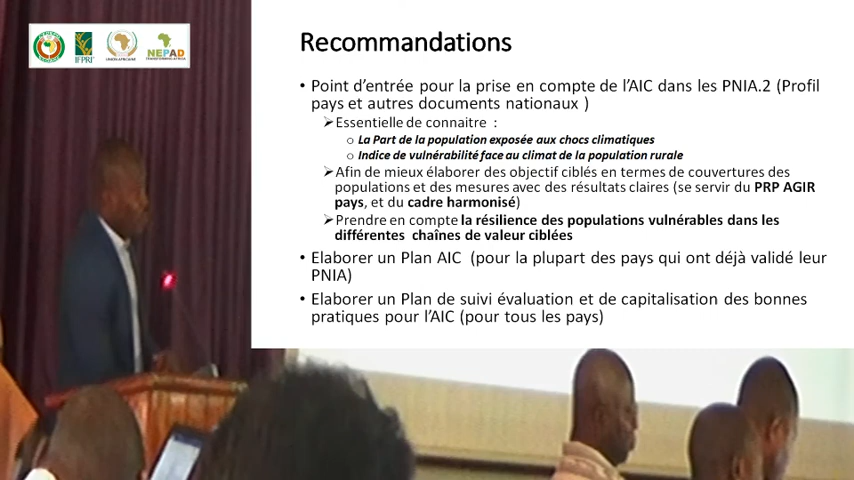 IFPRI
UNION AFRICAINE
NEPAD
TRANSFORMING AFRICA
Recommandations
• Point d'entrée pour la prise en compte de l'AIC dans les PNIA.2 (Profil
pays et autres documents nationaux )
➢Essentielle de connaitre :
o La Part de la population exposée aux chocs climatiques
o Indice de vulnérabilité face au climat de la population rurale
➢Afin de mieux élaborer des objectif ciblés en termes de couvertures des
populations et des mesures avec des résultats claires (se servir du PRP AGIR
pays, et du cadre harmonisé)
➢Prendre en compte la résilience des populations vulnérables dans les
différentes chaînes de valeur ciblées
• Elaborer un Plan AIC (pour la plupart des pays qui ont déjà validé leur
PNIA)
• Elaborer un Plan de suivi évaluation et de capitalisation des bonnes
pratiques pour l'AIC (pour tous les pays)